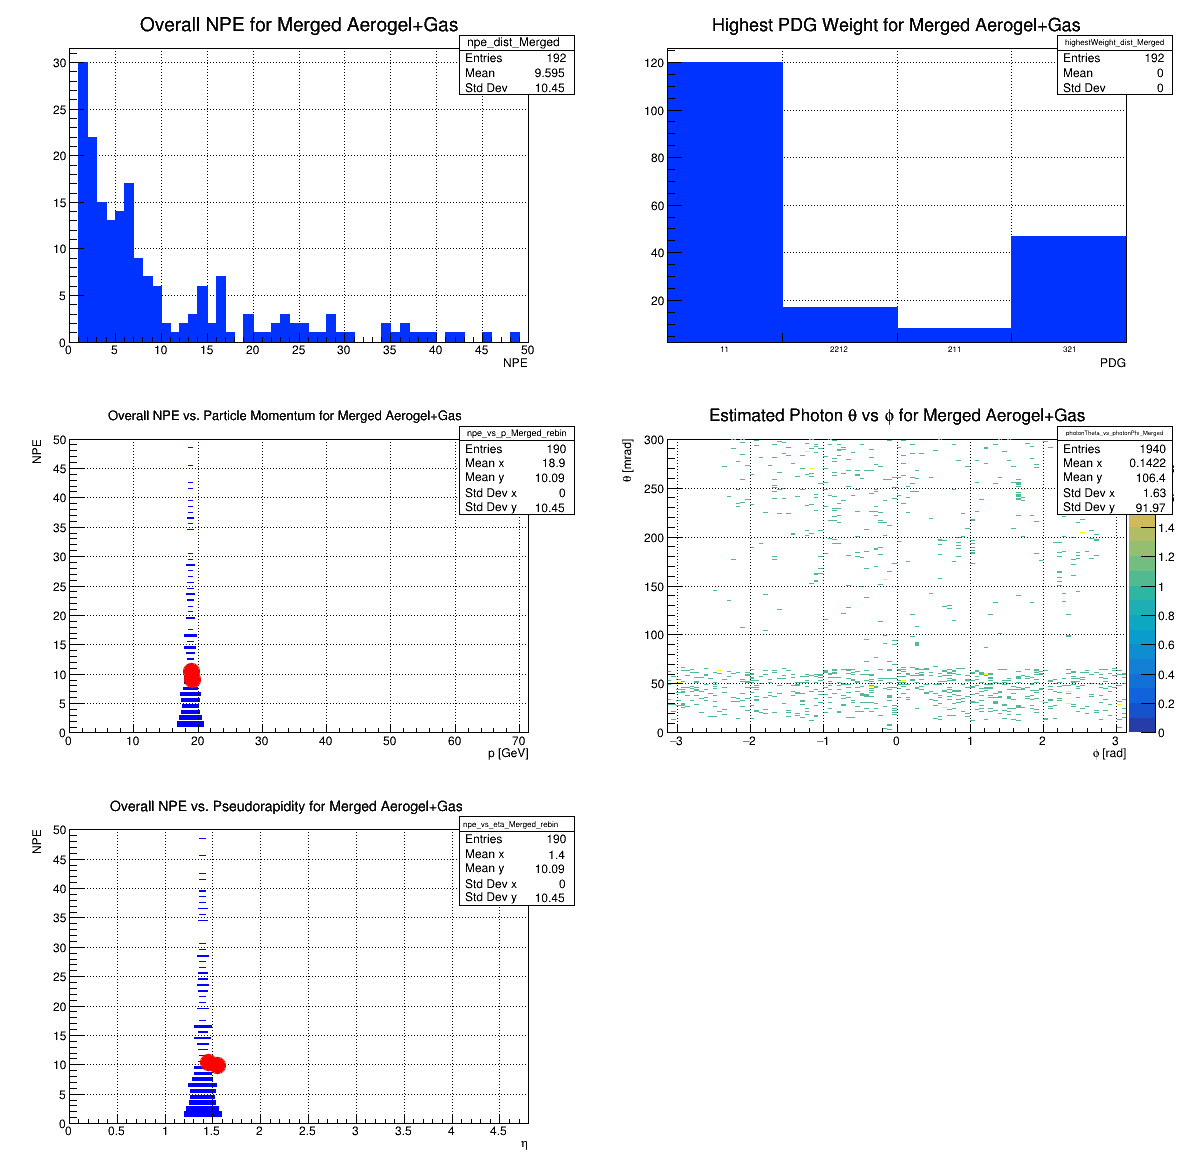 Overall NPE for Merged Aerogel+Gas
npe_dist_Merged
Entries 192
Mean 9.595
Std Dev 10.45
30
25
20
15
10
5
0
0 5 10 15 20 25 30 35 40 45 50
NPE
Highest PDG Weight for Merged Aerogel+Gas
highestWeight_dist_Merged
Entries 192
Mean 0
Std Dev 0
120
100
80
60
40
20
11 2212 211 321
PDG
Overall NPE vs. Particle Momentum for Merged Aerogel+Gas
npe_vs_p_Merged_rebin
Entries 190
Mean x 18.9
Mean y 10.09
Std Dev x 0
Std Dev y 10.45
NPE
50
45
40
35
30
25
20
15
10
5
0
0 10 20 30 40 50 60 70
p [GeV]
Estimated Photon θ vs ϕ for Merged Aerogel+Gas
photonTheta_vs_photonPhi_Merged
Entries 1940
Mean x 0.1422
Mean y 106.4
Std Dev x 1.63
Std Dev y 91.97
θ [mrad]
300
250
200
150
100
50
0
−3 −2 −1 0 1 2 3
ϕ [rad]
1.4
1.2
1
0.8
0.6
0.4
0.2
0
Overall NPE vs. Pseudorapidity for Merged Aerogel+Gas
npe_vs_eta_Merged_rebin
Entries 190
Mean x 1.4
Mean y 10.09
Std Dev x 0
Std Dev y 10.45
NPE
50
45
40
35
30
25
20
15
10
5
0
0 0.5 1 1.5 2 2.5 3 3.5 4 4.5
η